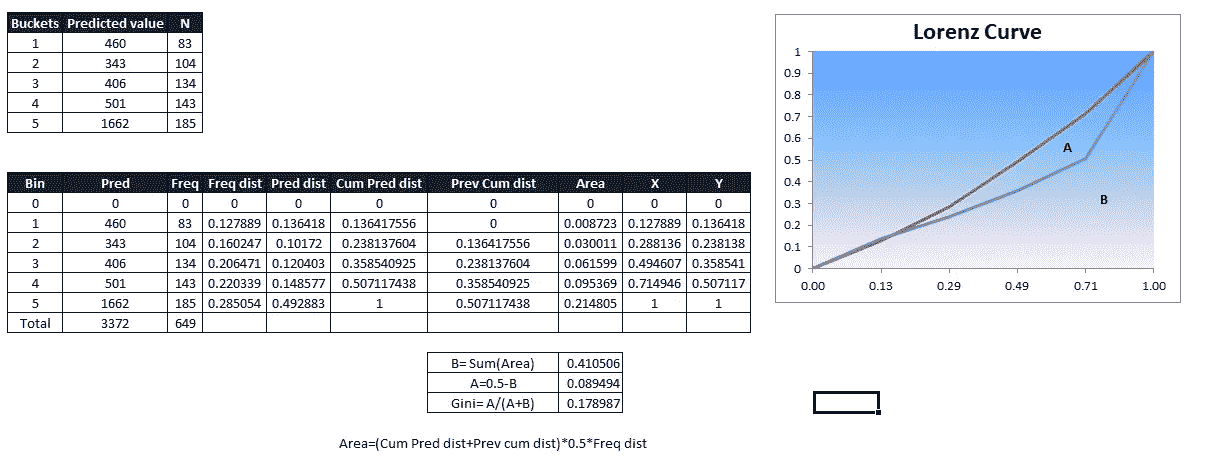 Buckets Predicted value N
1 460 83
2 343 104
3 406 134
4 501 143
5 1662 185
Bin Pred Freq Freq dist Pred dist Cum Pred dist Prev Cum dist Area X Y
0 0 0 0 0 0 0 0 0 0
1 460 83 0.127889 0.136418 0.136417556 0 0.008723 0.127889 0.136418
2 343 104 0.160247 0.10172 0.238137604 0.136417556 0.030011 0.288136 0.238138
3 406 134 0.206471 0.120403 0.358540925 0.238137604 0.061599 0.494607 0.358541
4 501 143 0.220339 0.148577 0.507117438 0.358540925 0.095369 0.714946 0.507117
5 1662 185 0.285054 0.492883 1 0.507117438 0.214805 1 1
Total 3372 649
B= Sum(Area) 0.410506
A=0.5-B 0.089494
Gini= A/(A+B) 0.178987
Area=(Cum Pred dist+Prev cum dist)*0.5*Freq dist
Lorenz Curve
1
0.9
0.8
0.7
0.6
0.5
0.4
0.3
0.2
0.1
0
A
B
0.00 0.13 0.29 0.49 0.71 1.00